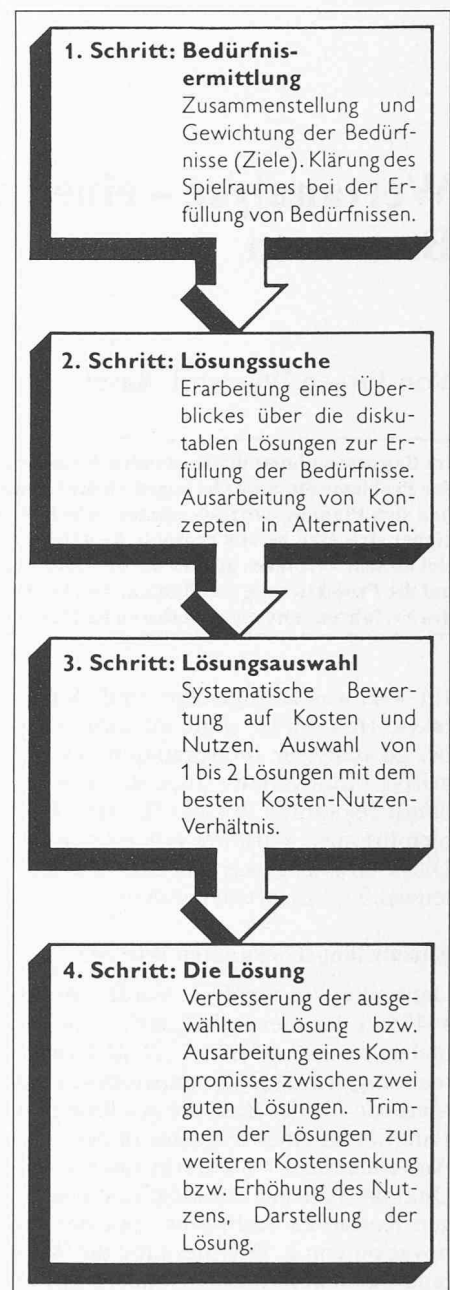 1. Schritt: Bedürfnis-
ermittlung
Zusammenstellung und
Gewichtung der Bedürf-
nisse (Ziele). Klärung des
Spielraumes bei der Er-
füllung von Bedürfnissen.
2. Schritt: Lösungssuche
Erarbeitung eines Über-
blickes über die disku-
tablen Lösungen zur Er-
füllung der Bedürfnisse.
Ausarbeitung von Kon-
zepten in Alternativen.
3. Schritt: Lösungsauswahl
Systematische Bewer-
tung auf Kosten und
Nutzen. Auswahl von
1 bis 2 Lösungen mit dem
besten Kosten-Nutzen-
Verhältnis.
4. Schritt: Die Lösung
Verbesserung der ausge-
wählten Lösung bzw.
Ausarbeitung eines Kom-
promisses zwischen zwei
guten Lösungen. Trim-
men der Lösungen zur
weiteren Kostensenkung
bzw. Erhöhung des Nut-
zens. Darstellung der
Lösung.